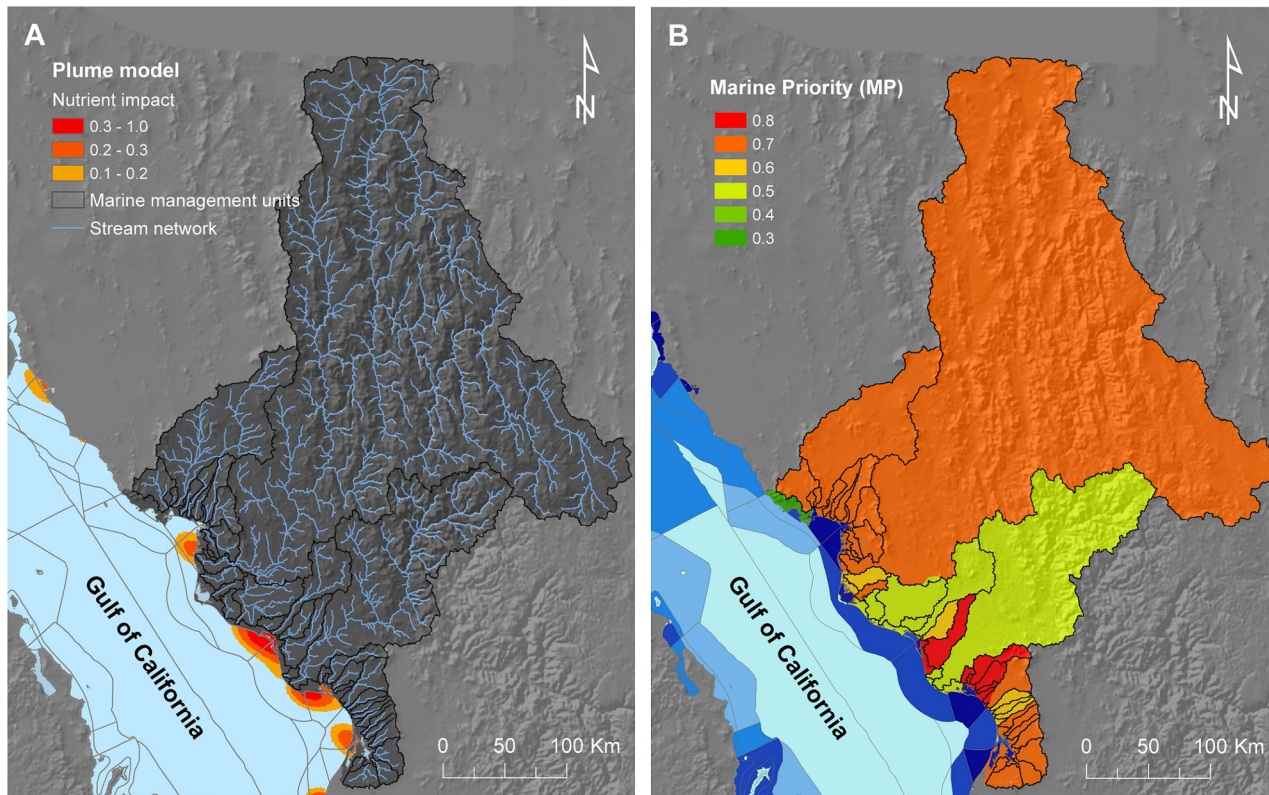 A
Plume model
Nutrient impact
0.3 - 1.0
0.2 - 0.3
0.1 - 0.2
Marine management units
Stream network
N
Gulf of California
0 50 100 Km
B
Marine Priority (MP)
0.8
0.7
0.6
0.5
0.4
0.3
N
Gulf of California
0 50 100 Km